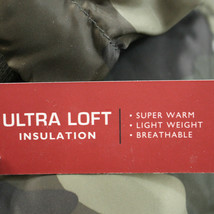 ULTRA LOFT
INSULATION
• SUPER WARM
• LIGHT WEIGHT
• BREATHABLE